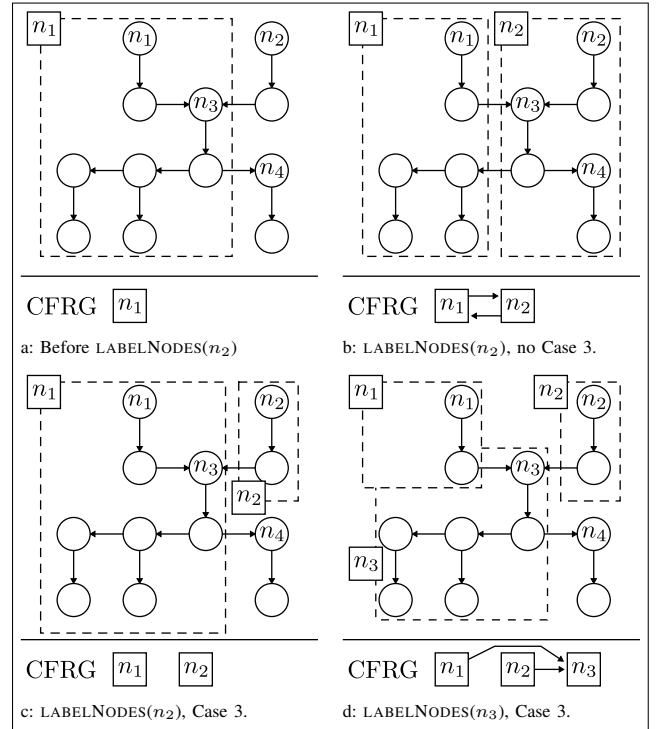 n₁ n₁ n₂
n₃
n₄
CFRG n₁
a: Before LABELNODES(n₂)
n₁ n₁ n₂ n₂
n₃
n₄
CFRG n₁ n₂
b: LABELNODES(n₂), no Case 3.
n₁ n₁ n₂
n₃
n₂
n₄
CFRG n₁ n₂
c: LABELNODES(n₂), Case 3.
n₁ n₁ n₂ n₂
n₃
n₄
n₃
CFRG n₁ n₂ n₃
d: LABELNODES(n₃), Case 3.